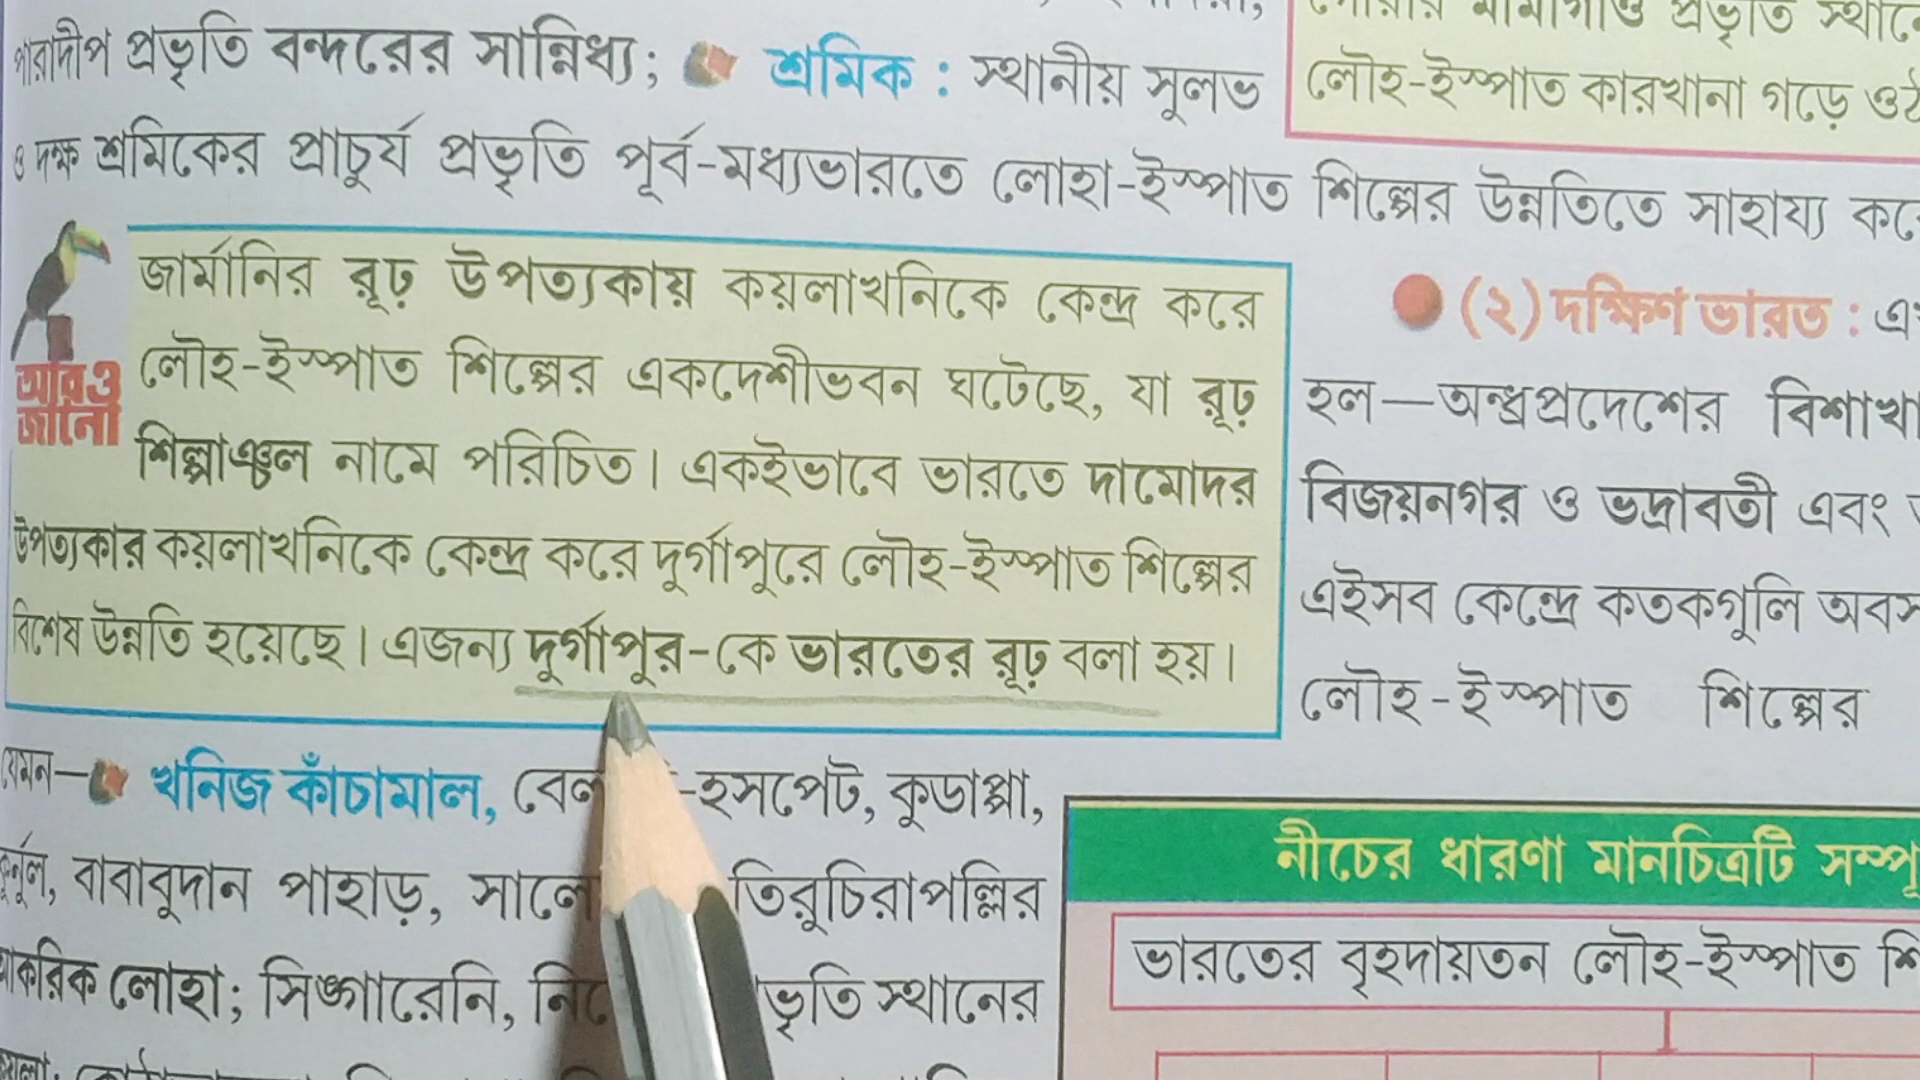 পারাদীপ প্রভৃতি বন্দরের সান্নিধ্য; শ্রমিক : স্থানীয় সুলভ
ও দক্ষ শ্রমিকের প্রাচুর্য প্রভৃতি পূর্ব-মধ্যভারতে লোহা-ইস্পাত শিল্পের উন্নতিতে সাহায্য
প্রভৃতি
লৌহ-ইস্পাত কারখানা গড়ে
আরও
জানো
জার্মানির রূঢ় উপত্যকায় কয়লাখনিকে কেন্দ্র করে
লৌহ-ইস্পাত শিল্পের একদেশীভবন ঘটেছে, যা রূঢ়
শিল্পাঞ্চল নামে পরিচিত। একইভাবে ভারতে দামোদর
উপত্যকার কয়লাখনিকে কেন্দ্র করে দুর্গাপুরে লৌহ-ইস্পাত শিল্পের
বিশেষ উন্নতি হয়েছে। এজন্য দুর্গাপুর-কে ভারতের রূঢ় বলা হয়।
(২) দক্ষিণ ভারত :
হল—অন্ধ্রপ্রদেশের
বিজয়নগর ও ভদ্রাবতী এবং
এইসব কেন্দ্রে কতকগুলি
লৌহ-ইস্পাত শিল্পের
যেমন— খনিজ কাঁচামাল, হসপেট, কুডাপ্পা,
কুর্নুল, বাবাবুদান পাহাড়, তিরুচিরাপল্লির
আকরিক লোহা; সিঙ্গারেনি, স্থানের
নীচের ধারণা মানচিত্রটি
ভারতের বৃহদায়তন লৌহ-ইস্পাত